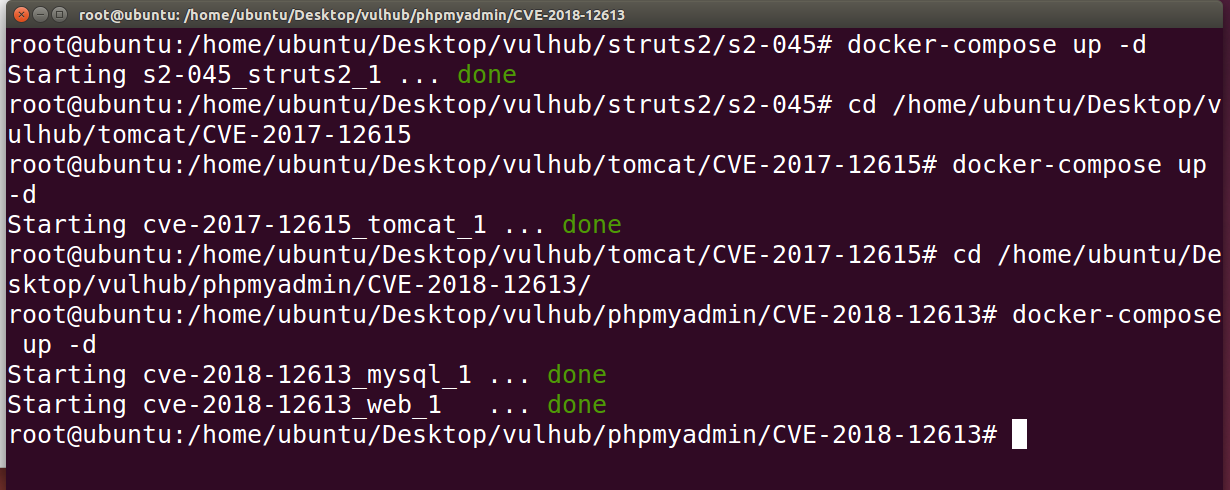 root@ubuntu: /home/ubuntu/Desktop/vulhub/phpmyadmin/CVE-2018-12613
root@ubuntu:/home/ubuntu/Desktop/vulhub/struts2/s2-045# docker-compose up -d
Starting s2-045_struts2_1 ... done
root@ubuntu:/home/ubuntu/Desktop/vulhub/struts2/s2-045# cd /home/ubuntu/Desktop/v
ulhub/tomcat/CVE-2017-12615
root@ubuntu:/home/ubuntu/Desktop/vulhub/tomcat/CVE-2017-12615# docker-compose up
-d
Starting cve-2017-12615_tomcat_1 ... done
root@ubuntu:/home/ubuntu/Desktop/vulhub/tomcat/CVE-2017-12615# cd /home/ubuntu/De
sktop/vulhub/phpmyadmin/CVE-2018-12613/
root@ubuntu:/home/ubuntu/Desktop/vulhub/phpmyadmin/CVE-2018-12613# docker-compose
 up -d
Starting cve-2018-12613_mysql_1 ... done
Starting cve-2018-12613_web_1   ... done
root@ubuntu:/home/ubuntu/Desktop/vulhub/phpmyadmin/CVE-2018-12613#